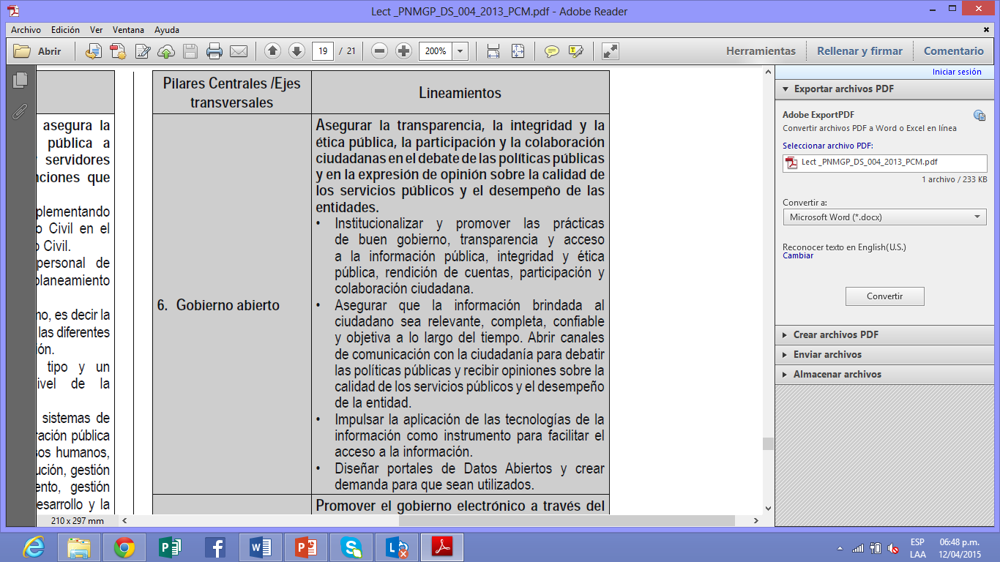 Lect _PNMGP_DS_004_2013_PCM.pdf - Adobe Reader
Archivo Edición Ver Ventana Ayuda
Abrir 19 / 21 200% Herramientas Rellenar y firmar Comentario
asegura la
pública a
servidores
nciones que
plementando
o Civil en el
o Civil.
personal de
planeamiento
no, es decir la
las diferentes
ión.
tipo y un
ivel de la
sistemas de
ración pública
os humanos,
ución, gestión
ento, gestión
esarrollo y la
Pilares Centrales /Ejes
transversales
Lineamientos
6. Gobierno abierto
Asegurar la transparencia, la integridad y la
ética pública, la participación y la colaboración
ciudadanas en el debate de las políticas públicas
y en la expresión de opinión sobre la calidad de
los servicios públicos y el desempeño de las
entidades.
• Institucionalizar y promover las prácticas
de buen gobierno, transparencia y acceso
a la información pública, integridad y ética
pública, rendición de cuentas, participación y
colaboración ciudadana.
• Asegurar que la información brindada al
ciudadano sea relevante, completa, confiable
y objetiva a lo largo del tiempo. Abrir canales
de comunicación con la ciudadanía para debatir
las políticas públicas y recibir opiniones sobre la
calidad de los servicios públicos y el desempeño
de la entidad.
• Impulsar la aplicación de las tecnologías de la
información como instrumento para facilitar el
acceso a la información.
• Diseñar portales de Datos Abiertos y crear
demanda para que sean utilizados.
Promover el gobierno electrónico a través del
210 x 297 mm
Iniciar sesión
Exportar archivos PDF
Adobe ExportPDF
Convertir archivos PDF a Word o Excel en línea
Seleccionar archivo PDF:
Lect _PNMGP_DS_004_2013_PCM.pdf
1 archivo / 233 KB
Convertir a:
Microsoft Word (*.docx)
Reconocer texto en English(U.S.)
Cambiar
Convertir
Crear archivos PDF
Enviar archivos
Almacenar archivos
ESP 06:48 p.m.
LAA 12/04/2015